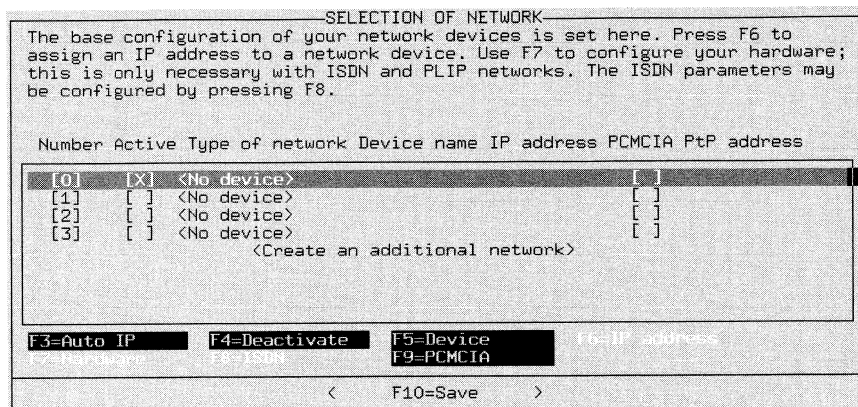 SELECTION OF NETWORK
The base configuration of your network devices is set here. Press F6 to
assign an IP address to a network device. Use F7 to configure your hardware;
this is only necessary with ISDN and PLIP networks. The ISDN parameters may
be configured by pressing F8.
Number Active Type of network Device name IP address PCMCIA PtP address
[0] [X] <No device> [ ]
[1] [ ] <No device> [ ]
[2] [ ] <No device> [ ]
[3] [ ] <No device> [ ]
<Create an additional network>
F3=Auto IP F4=Deactivate F5=Device F6=IP address
F7=Hardware F8=ISDN F9=PCMCIA
< F10=Save >